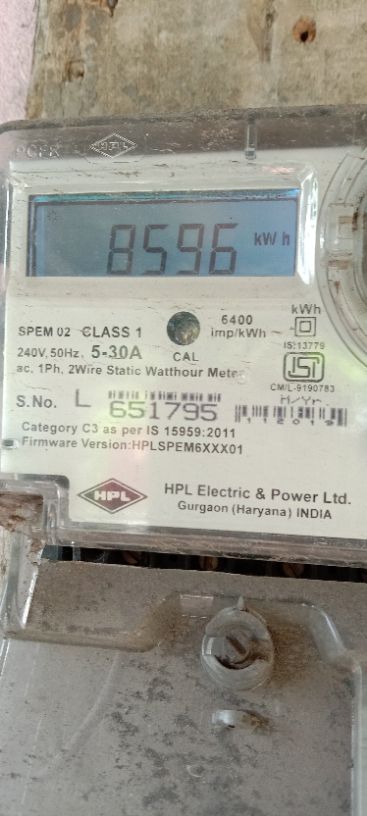 8596 kWh
kWh
SPEM 02 CLASS 1
6400
imp/kWh
IS:13779
240V, 50Hz, 5-30A
CAL
ac. 1Ph. 2Wire Static Watthour Meter
CM/L-9190783
S.No. L 651795
M/Yr
Category C3 as per IS 15959:2011
Firmware Version:HPLSPEM6XXX01
HPL
HPL Electric & Power Ltd.
Gurgaon (Haryana) INDIA